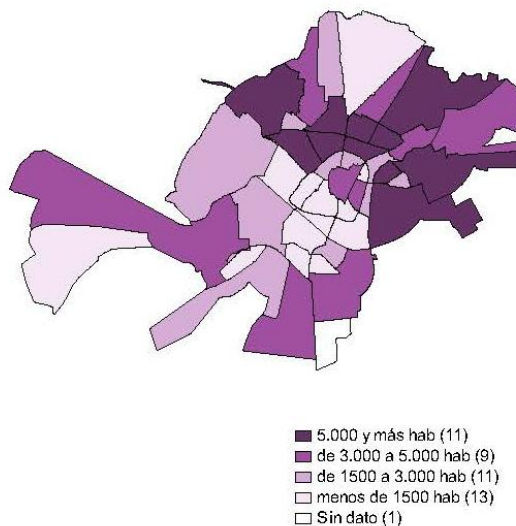 5.000 y más hab (11)
de 3.000 a 5.000 hab (9)
de 1500 a 3.000 hab (11)
menos de 1500 hab (13)
Sin dato (1)